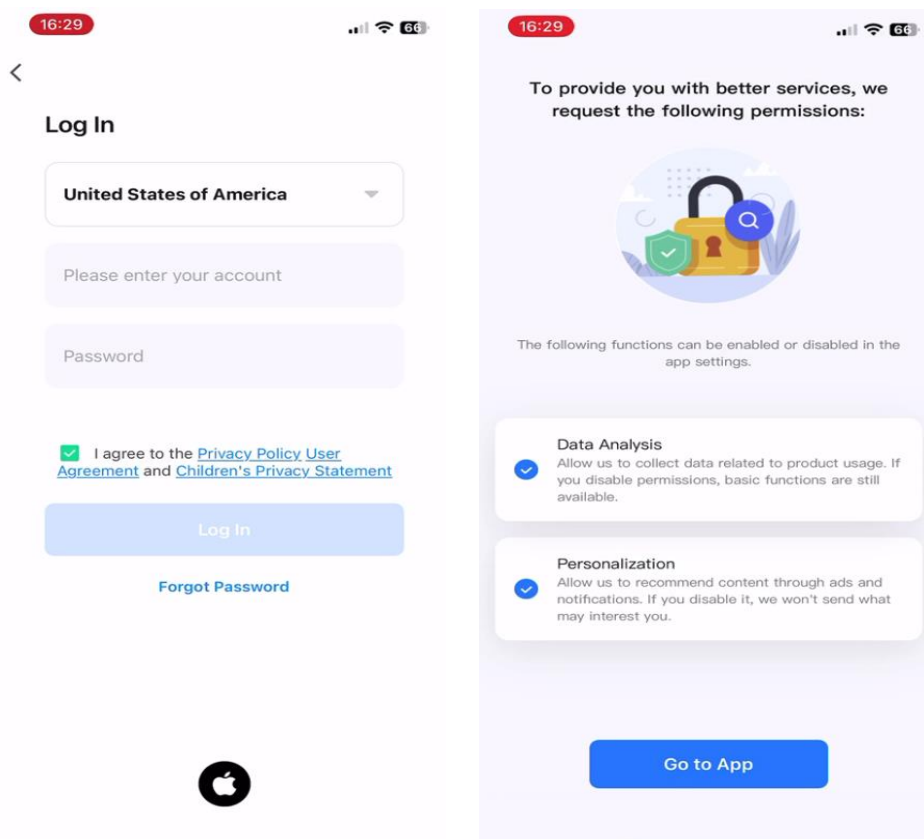 16:29
66
Log In
United States of America
Please enter your account
Password
I agree to the Privacy Policy User
Agreement and Children's Privacy Statement
Log In
Forgot Password
16:29
66
To provide you with better services, we
request the following permissions:
The following functions can be enabled or disabled in the
app settings.
Data Analysis
Allow us to collect data related to product usage. If
you disable permissions, basic functions are still
available.
Personalization
Allow us to recommend content through ads and
notifications. If you disable it, we won't send what
may interest you.
Go to App